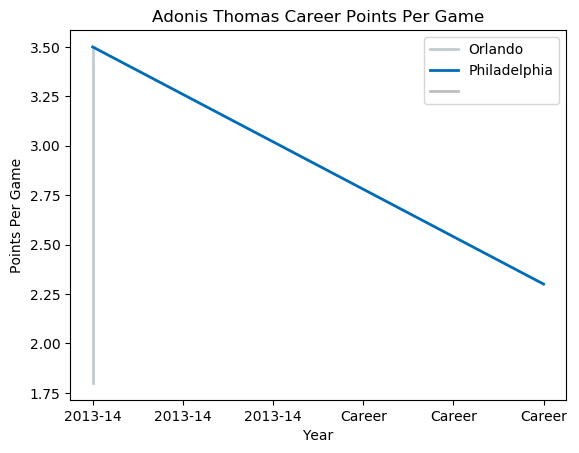 Adonis Thomas Career Points Per Game
Orlando
Philadelphia
3.50
3.25
3.00
2.75
2.50
2.25
2.00
1.75
Points Per Game
2013-14 2013-14 2013-14 Career Career Career
Year